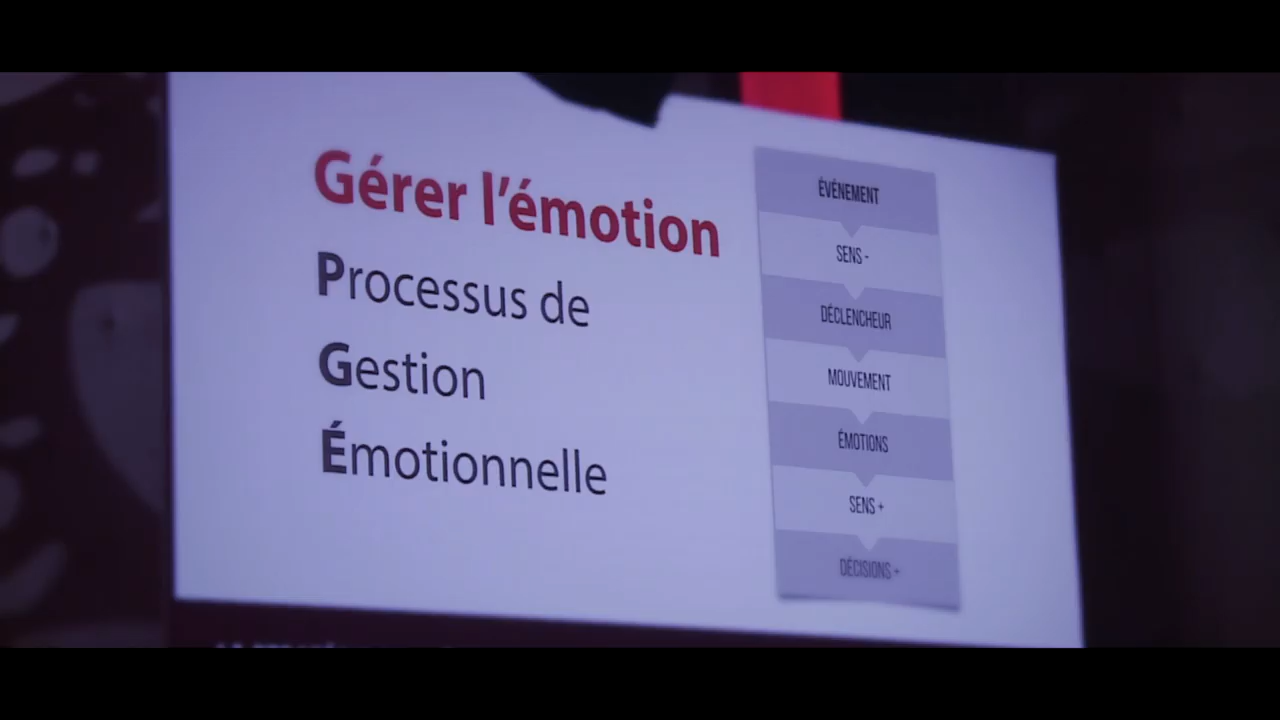 Gérer l'émotion
Processus de
Gestion
Émotionnelle
ÉVÉNEMENT
SENS -
DÉCLENCHEUR
MOUVEMENT
ÉMOTIONS
SENS +
DÉCISIONS +